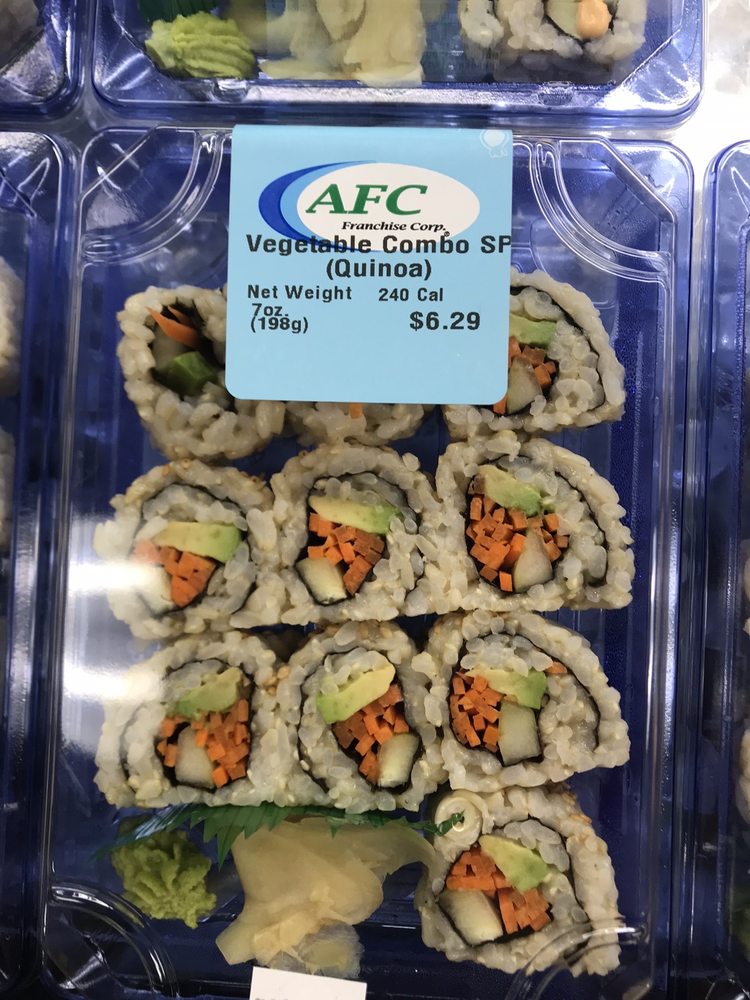 AFC
Franchise Corp.®
Vegetable Combo SP
(Quinoa)
Net Weight 240 Cal
7oz.
(198g) $6.29